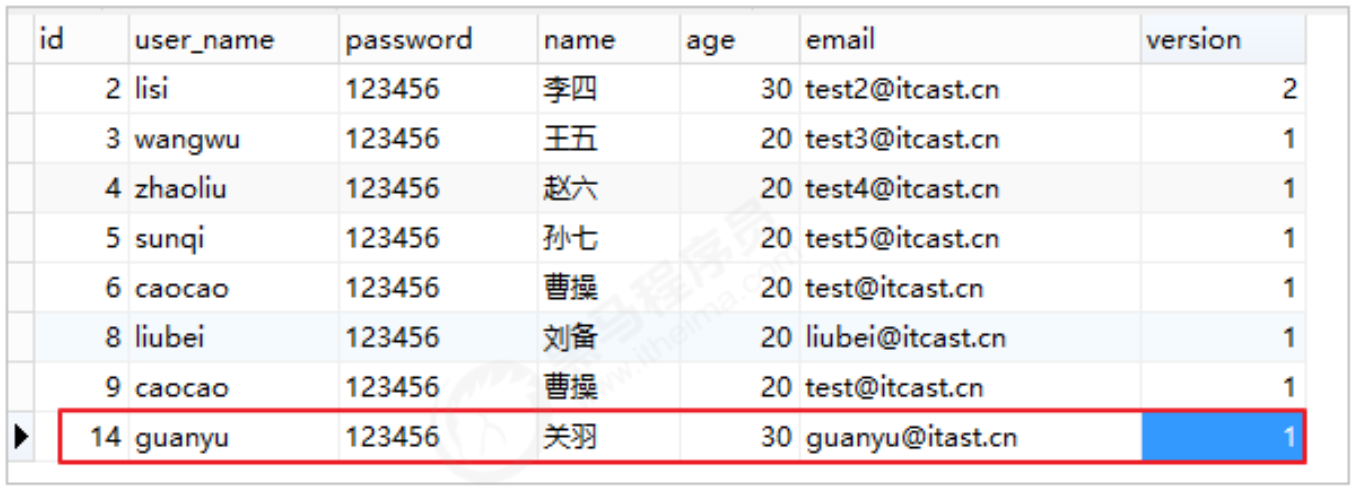 id user_name password name age email version
2 lisi 123456 李四 30 test2@itcast.cn 2
3 wangwu 123456 王五 20 test3@itcast.cn 1
4 zhaoliu 123456 赵六 20 test4@itcast.cn 1
5 sunqi 123456 孙七 20 test5@itcast.cn 1
6 caocao 123456 曹操 20 test@itcast.cn 1
8 liubei 123456 刘备 20 liubei@itcast.cn 1
9 caocao 123456 曹操 20 test@itcast.cn 1
14 guanyu 123456 关羽 30 guanyu@itast.cn 1
黑马程序员
www.itheima.com